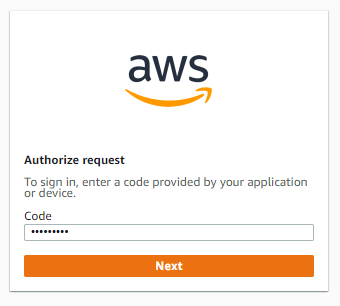 aws
Authorize request
To sign in, enter a code provided by your application
or device.
Code
•••••••••
Next